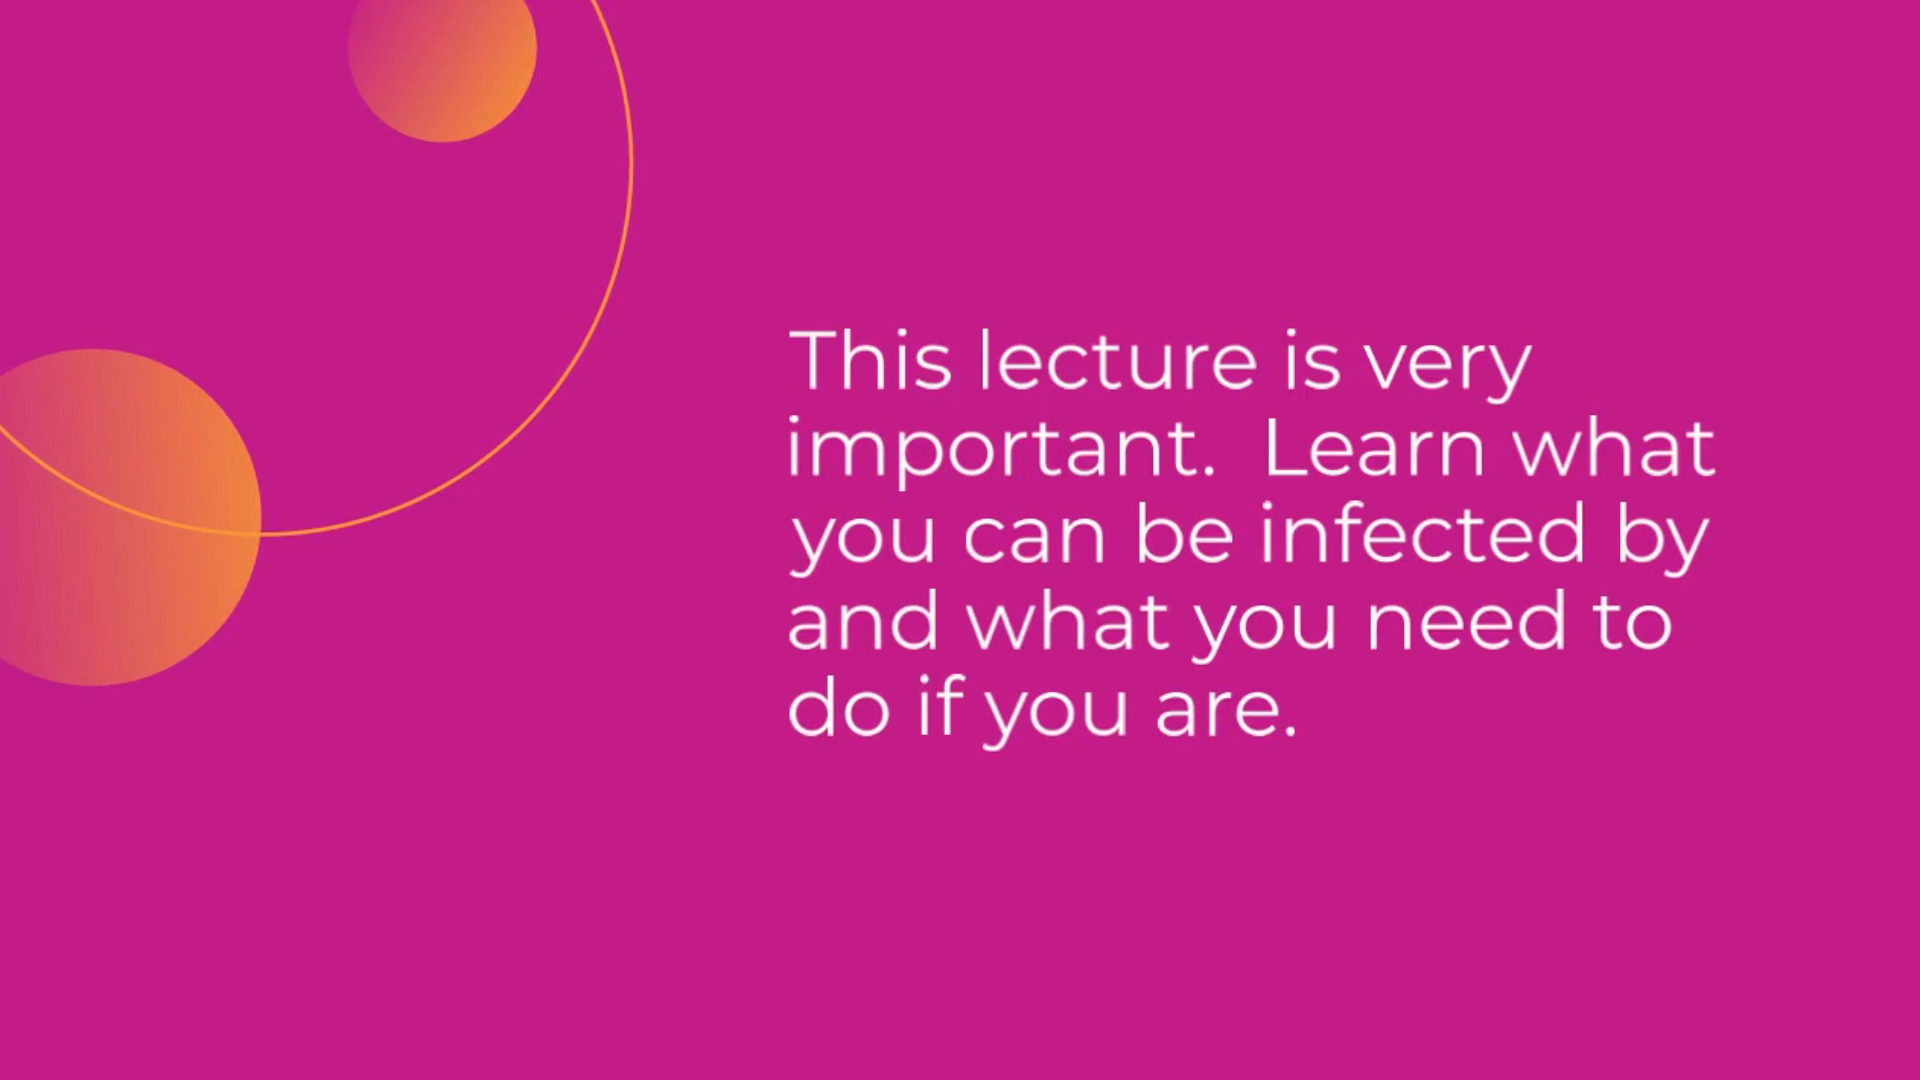 This lecture is very
important.  Learn what
you can be infected by
and what you need to
do if you are.